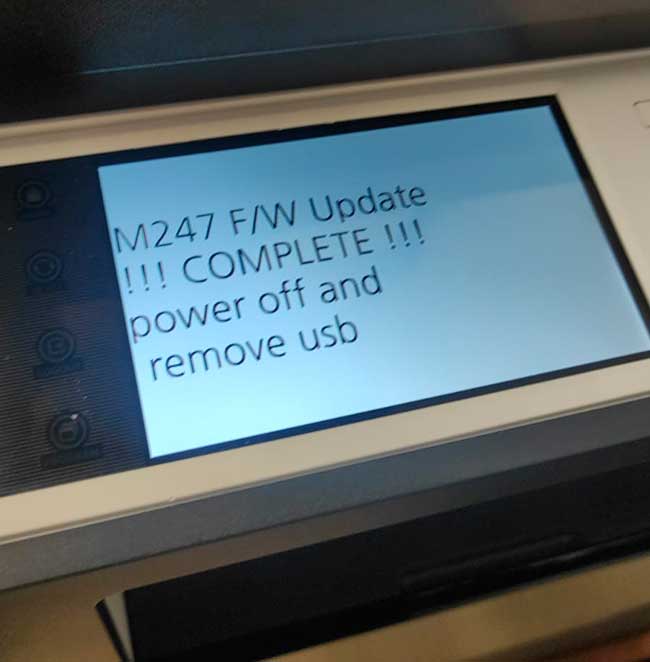 M247 F/W Update
!!! COMPLETE !!!
power off and
remove usb